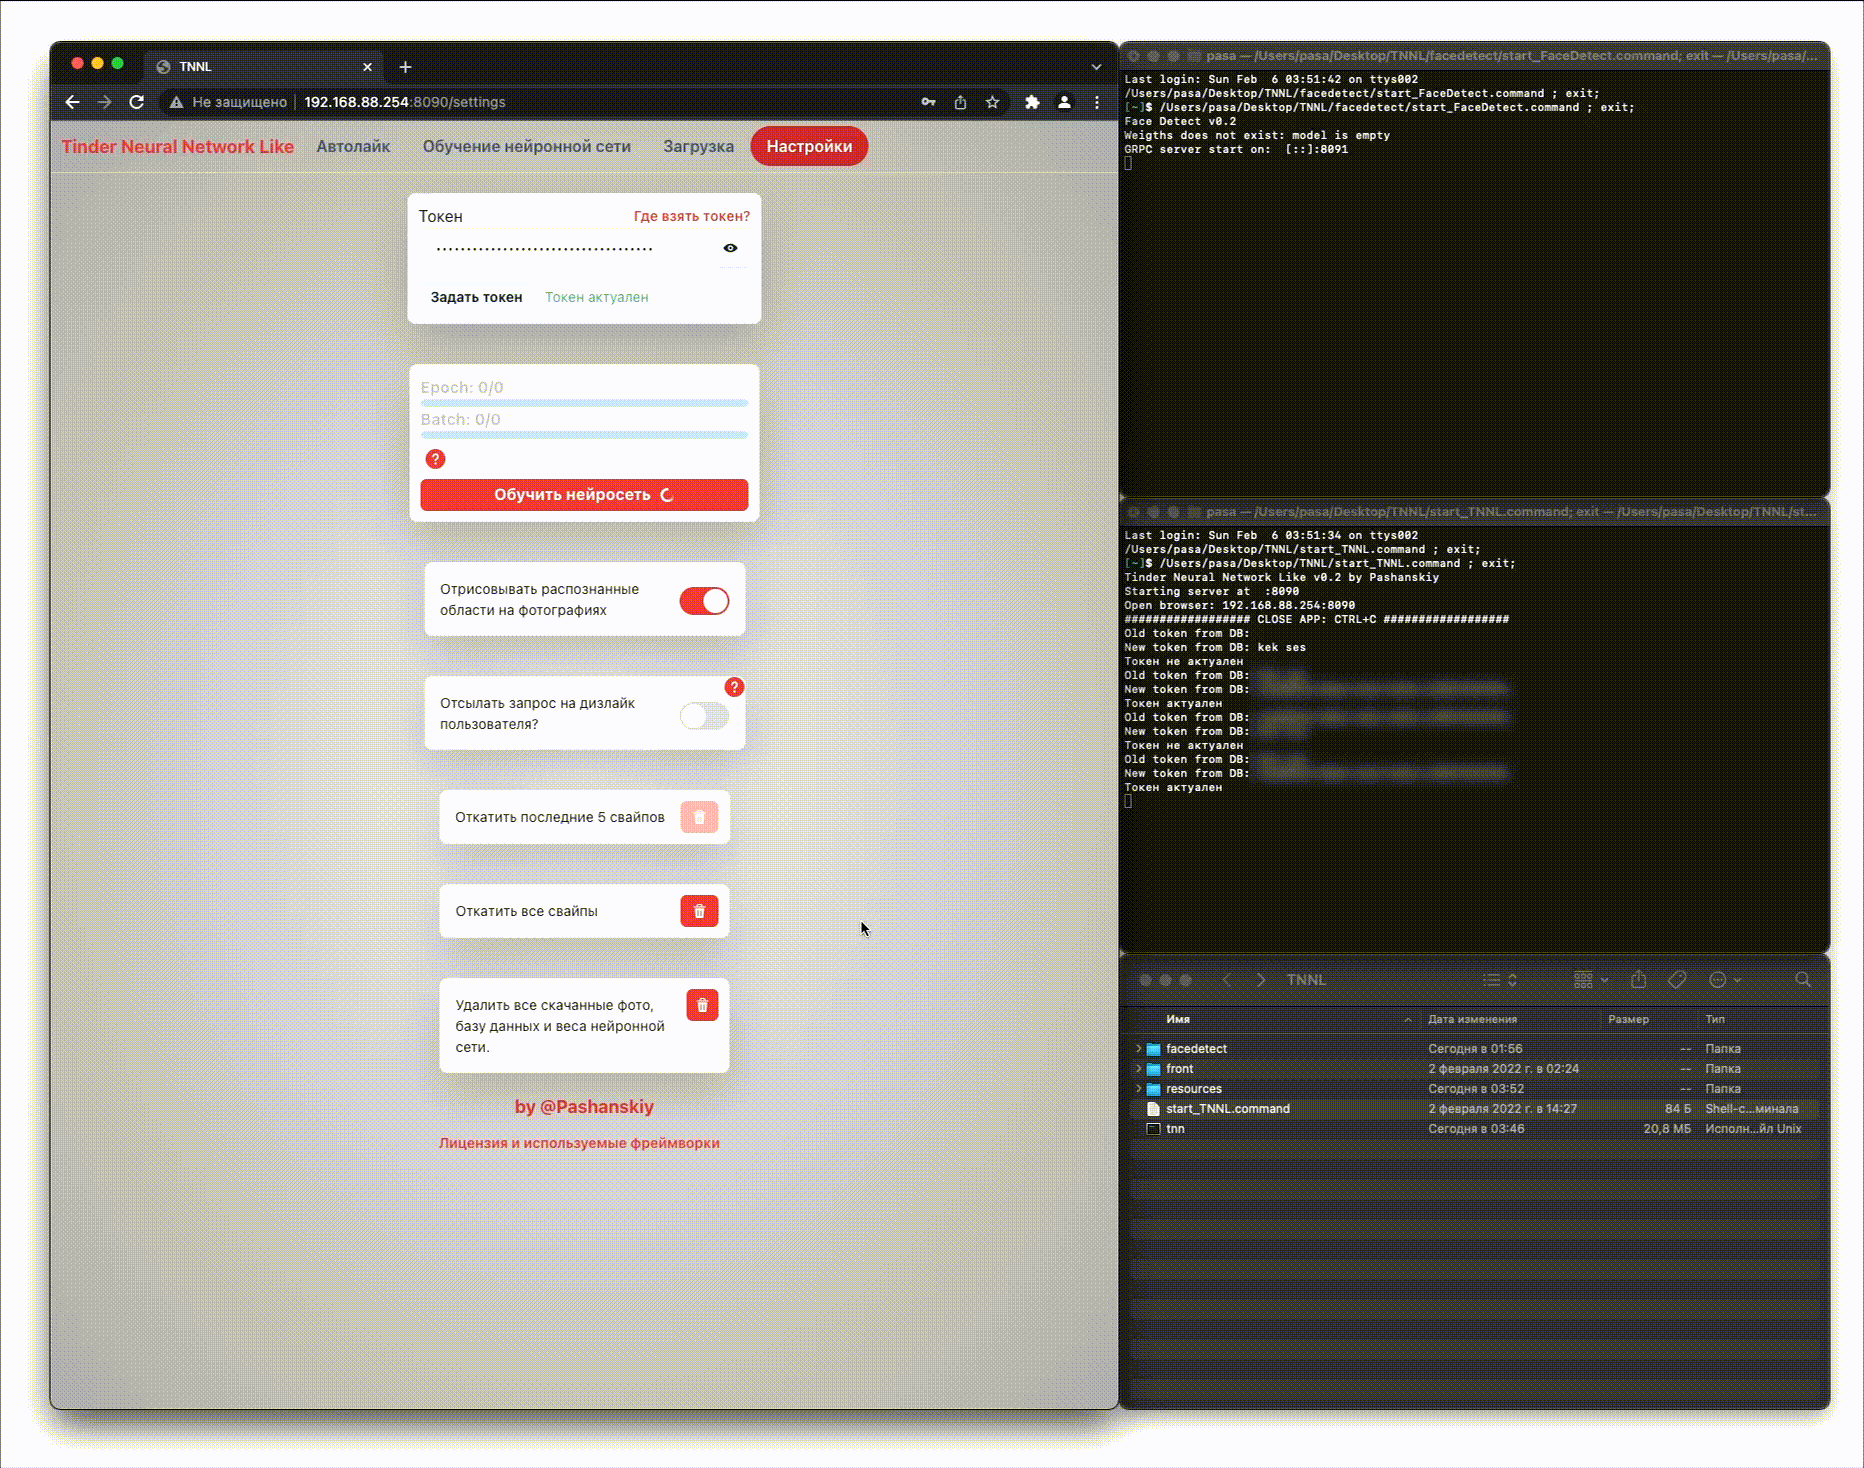 TNNL
Не защищено
192.168.88.254:8090/settings
Tinder Neural Network Like
Автолайк
Обучение нейронной сети
Загрузка
Настройки
Токен
Где взять токен?
Задать токен
Токен актуален
Epoch: 0/0
Batch: 0/0
?
Обучить нейросеть
Отрисовывать распознанные
области на фотографиях
?
Отсылать запрос на дизлайк
пользователя?
Откатить последние 5 свайпов
Откатить все свайпы
Удалить все скачанные фото,
базу данных и веса нейронной
сети.
by @Pashanskiy
Лицензия и используемые фреймворки
pasa — /Users/pasa/Desktop/TNNL/facedetect/start_FaceDetect.command; exit — /Users/pasa/...
Last login: Sun Feb  6 03:51:42 on ttys002
/Users/pasa/Desktop/TNNL/facedetect/start_FaceDetect.command ; exit;
[~]$ /Users/pasa/Desktop/TNNL/facedetect/start_FaceDetect.command ; exit;
Face Detect v0.2
Weigths does not exist: model is empty
GRPC server start on:  [::]:8091
pasa — /Users/pasa/Desktop/TNNL/start_TNNL.command; exit — /Users/pasa/Desktop/TNNL/st...
Last login: Sun Feb  6 03:51:34 on ttys002
/Users/pasa/Desktop/TNNL/start_TNNL.command ; exit;
[~]$ /Users/pasa/Desktop/TNNL/start_TNNL.command ; exit;
Tinder Neural Network Like v0.2 by Pashanskiy
Starting server at  :8090
Open browser: 192.168.88.254:8090
################## CLOSE APP: CTRL+C ##################
Old token from DB:
New token from DB: kek ses
Токен не актуален
Old token from DB:
New token from DB:
Токен актуален
Old token from DB:
New token from DB:
Токен не актуален
Old token from DB:
New token from DB:
Токен актуален
TNNL
Имя Дата изменения Размер Тип
facedetect Сегодня в 01:56 -- Папка
front 2 февраля 2022 г. в 02:24 -- Папка
resources Сегодня в 03:52 -- Папка
start_TNNL.command 2 февраля 2022 г. в 14:27 84 Б Shell-с...минала
tnn Сегодня в 03:46 20,8 МБ Исполн...йл Unix